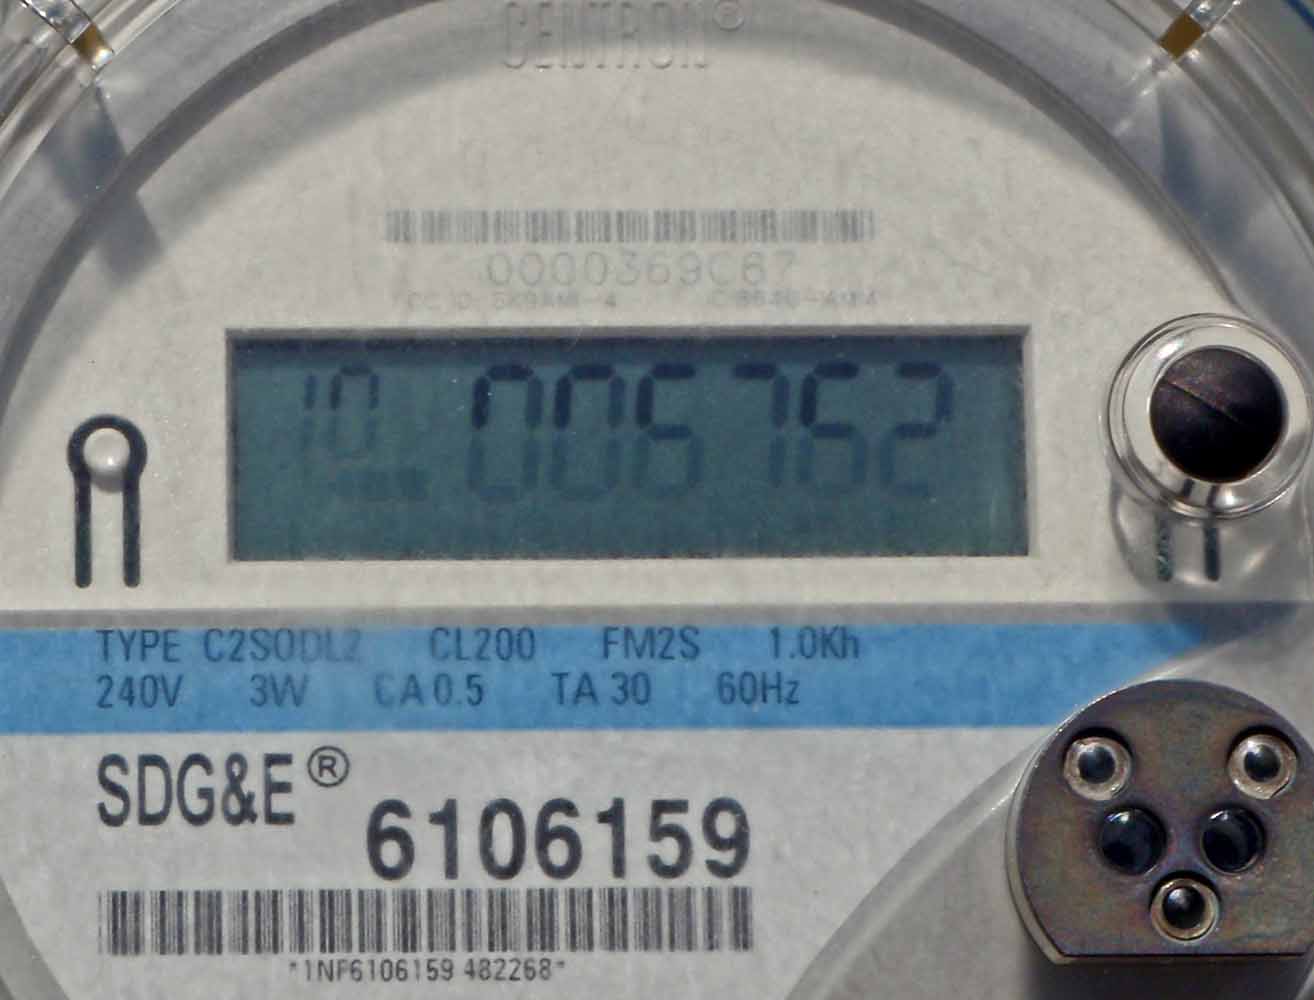 CENTRON®
0000369C67
10 006762
TYPE C2SODL2 CL200 FM2S 1.0Kh
240V 3W CA 0.5 TA 30 60Hz
SDG&E®
6106159
*1NF6106159 482268*